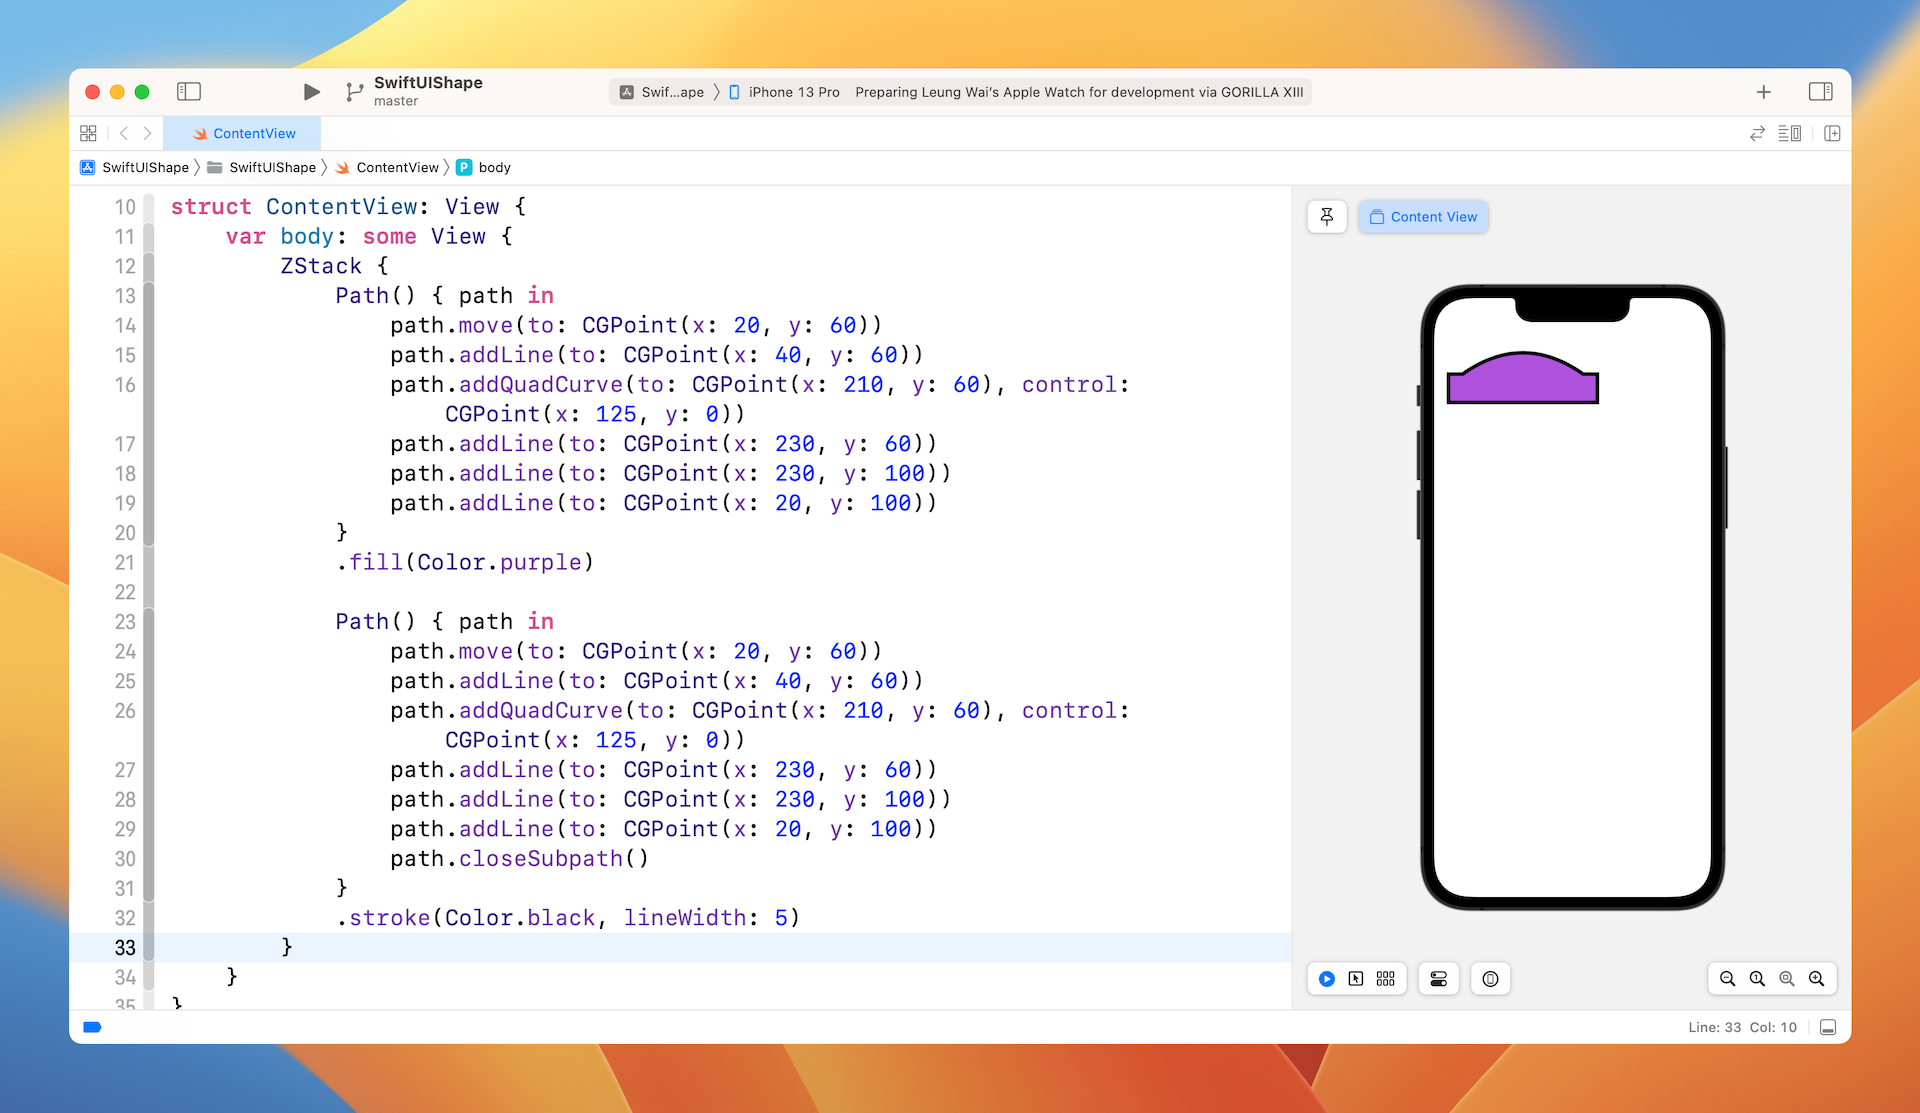 SwiftUIShape
master
Swif...ape 〉 iPhone 13 Pro Preparing Leung Wai's Apple Watch for development via GORILLA XIII
ContentView
SwiftUIShape 〉 SwiftUIShape 〉 ContentView 〉 P body
10 struct ContentView: View {
11 var body: some View {
12 ZStack {
13 Path() { path in
14 path.move(to: CGPoint(x: 20, y: 60))
15 path.addLine(to: CGPoint(x: 40, y: 60))
16 path.addQuadCurve(to: CGPoint(x: 210, y: 60), control:
CGPoint(x: 125, y: 0))
17 path.addLine(to: CGPoint(x: 230, y: 60))
18 path.addLine(to: CGPoint(x: 230, y: 100))
19 path.addLine(to: CGPoint(x: 20, y: 100))
20 }
21 .fill(Color.purple)
22
23 Path() { path in
24 path.move(to: CGPoint(x: 20, y: 60))
25 path.addLine(to: CGPoint(x: 40, y: 60))
26 path.addQuadCurve(to: CGPoint(x: 210, y: 60), control:
CGPoint(x: 125, y: 0))
27 path.addLine(to: CGPoint(x: 230, y: 60))
28 path.addLine(to: CGPoint(x: 230, y: 100))
29 path.addLine(to: CGPoint(x: 20, y: 100))
30 path.closeSubpath()
31 }
32 .stroke(Color.black, lineWidth: 5)
33 }
34 }
35 }
Content View
Line: 33 Col: 10